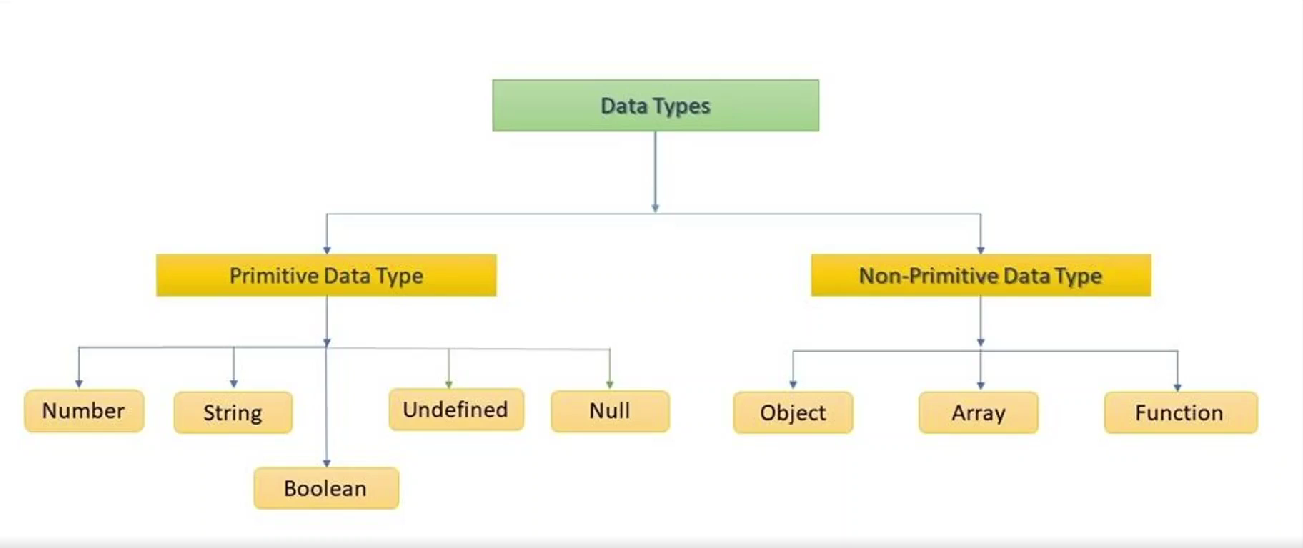 Data Types
Primitive Data Type
Non-Primitive Data Type
Number
String
Undefined
Null
Object
Array
Function
Boolean